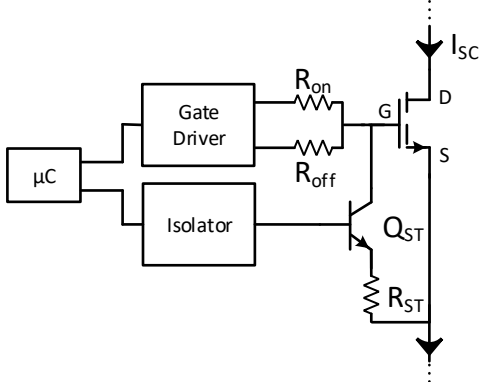 I_SC
R_on
D
Gate
Driver
G
S
R_off
μC
Isolator
Q_ST
R_ST